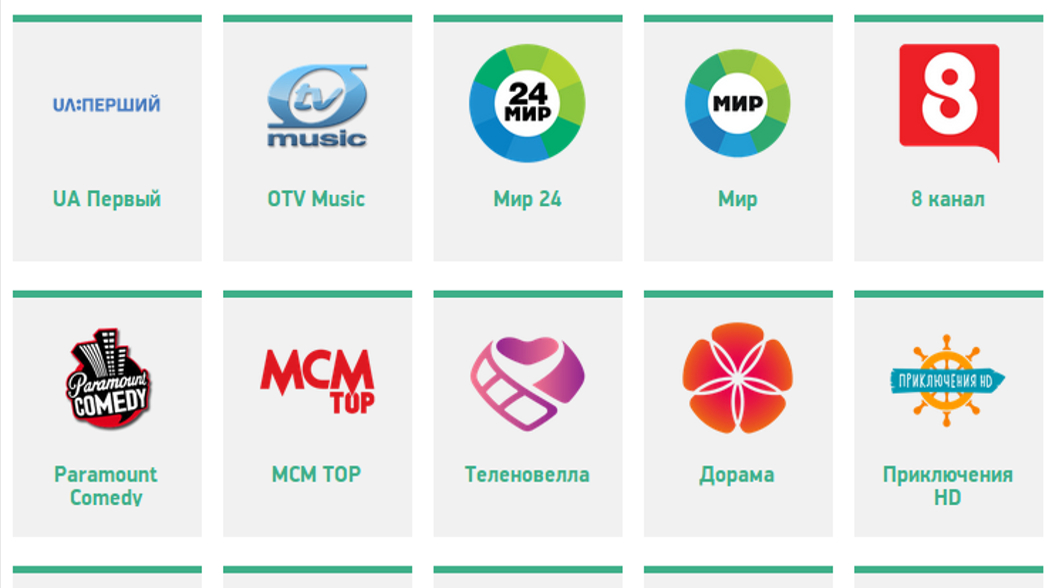 UA:ПЕРШИЙ
UA Первый
tv
music
OTV Music
24
МИР
Мир 24
МИР
Мир
8
8 канал
Paramount
COMEDY
Paramount
Comedy
MCM
TOP
MCM TOP
Теленовелла
Дорама
ПРИКЛЮЧЕНИЯ HD
Приключения
HD